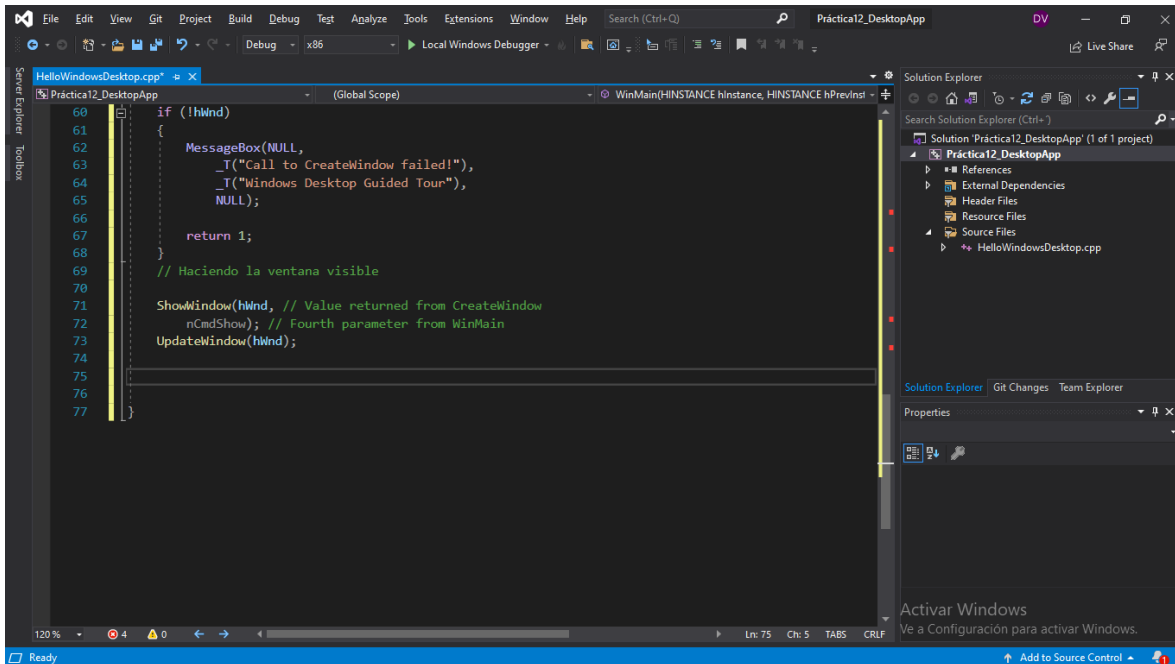 File Edit View Git Project Build Debug Test Analyze Tools Extensions Window Help Search (Ctrl+Q) Práctica12_DesktopApp DV
Debug x86 Local Windows Debugger Live Share
Server Explorer
Toolbox
HelloWindowsDesktop.cpp*
Práctica12_DesktopApp (Global Scope) WinMain(HINSTANCE hInstance, HINSTANCE hPrevInst
60 if (!hWnd)
61 {
62 MessageBox(NULL,
63 _T("Call to CreateWindow failed!"),
64 _T("Windows Desktop Guided Tour"),
65 NULL);
66
67 return 1;
68 }
69 // Haciendo la ventana visible
70
71 ShowWindow(hWnd, // Value returned from CreateWindow
72 nCmdShow); // Fourth parameter from WinMain
73 UpdateWindow(hWnd);
74
75
76
77 }
120 % 4 0 Ln: 75 Ch: 5 TABS CRLF
Solution Explorer
Search Solution Explorer (Ctrl+´)
Solution 'Práctica12_DesktopApp' (1 of 1 project)
Práctica12_DesktopApp
References
External Dependencies
Header Files
Resource Files
Source Files
HelloWindowsDesktop.cpp
Solution Explorer Git Changes Team Explorer
Properties
Activar Windows
Ve a Configuración para activar Windows.
Ready Add to Source Control 1